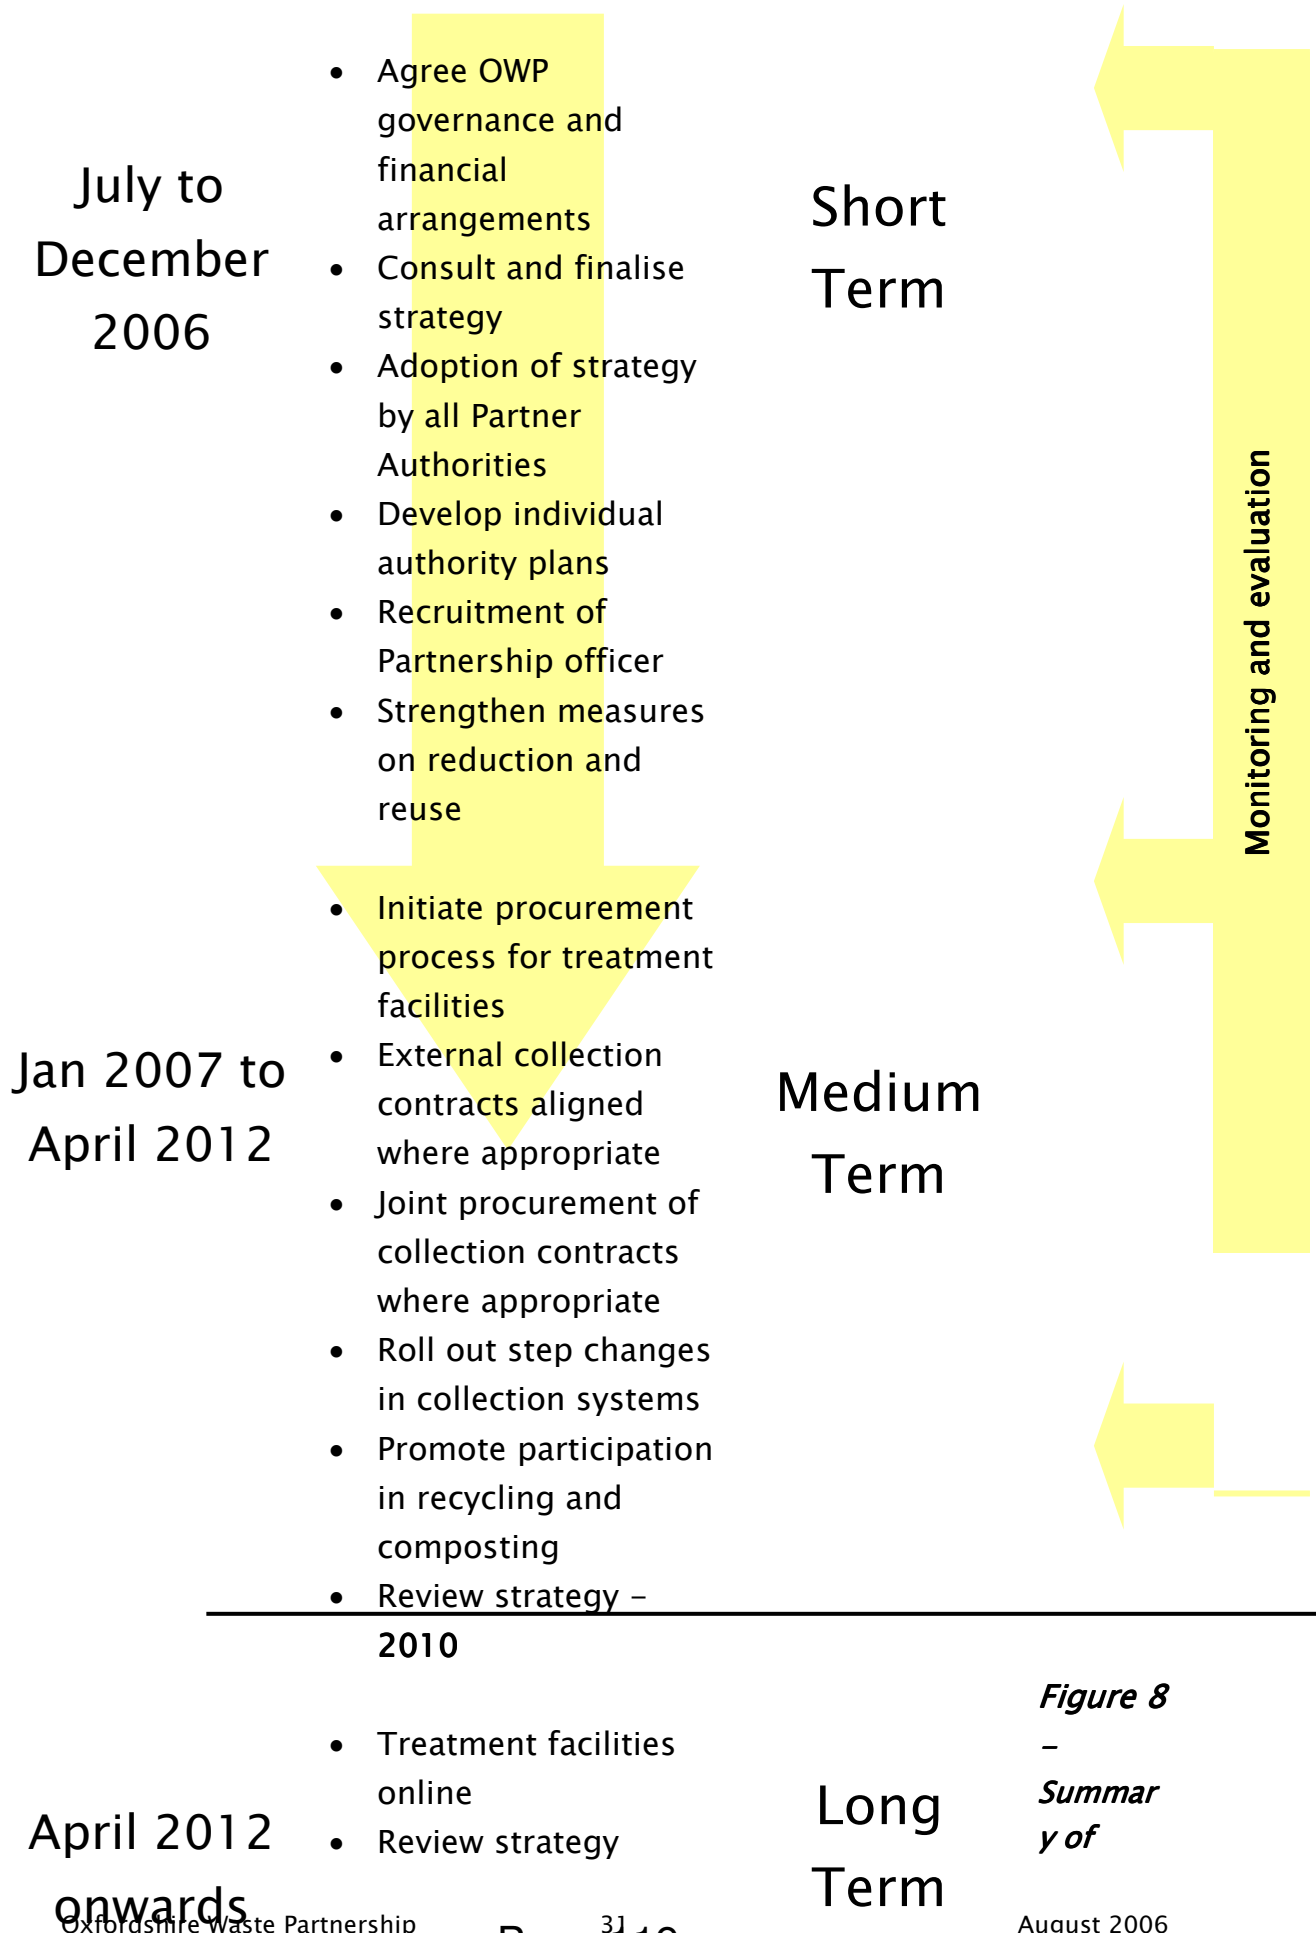 July to
December
2006
• Agree OWP
governance and
financial
arrangements
• Consult and finalise
strategy
• Adoption of strategy
by all Partner
Authorities
• Develop individual
authority plans
• Recruitment of
Partnership officer
• Strengthen measures
on reduction and
reuse
Short
Term
Monitoring and evaluation
Jan 2007 to
April 2012
• Initiate procurement
process for treatment
facilities
• External collection
contracts aligned
where appropriate
• Joint procurement of
collection contracts
where appropriate
• Roll out step changes
in collection systems
• Promote participation
in recycling and
composting
• Review strategy –
2010
Medium
Term
April 2012
onwards
• Treatment facilities
online
• Review strategy
Long
Term
Figure 8
–
Summar
y of
Oxfordshire Waste Partnership
31
August 2006